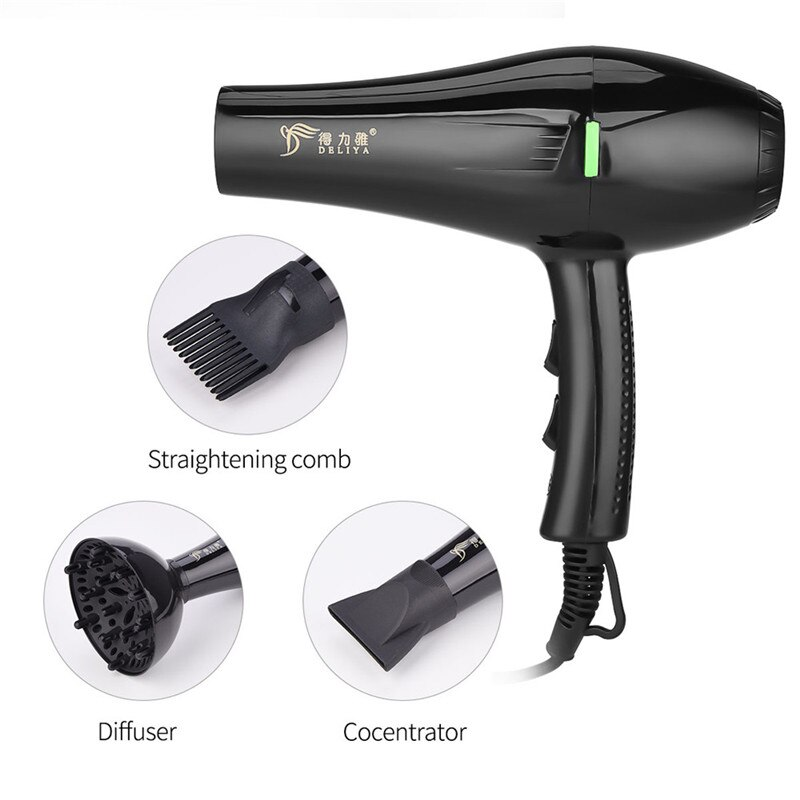 得力雅®
DELIYA
Straightening comb
Diffuser
Cocentrator